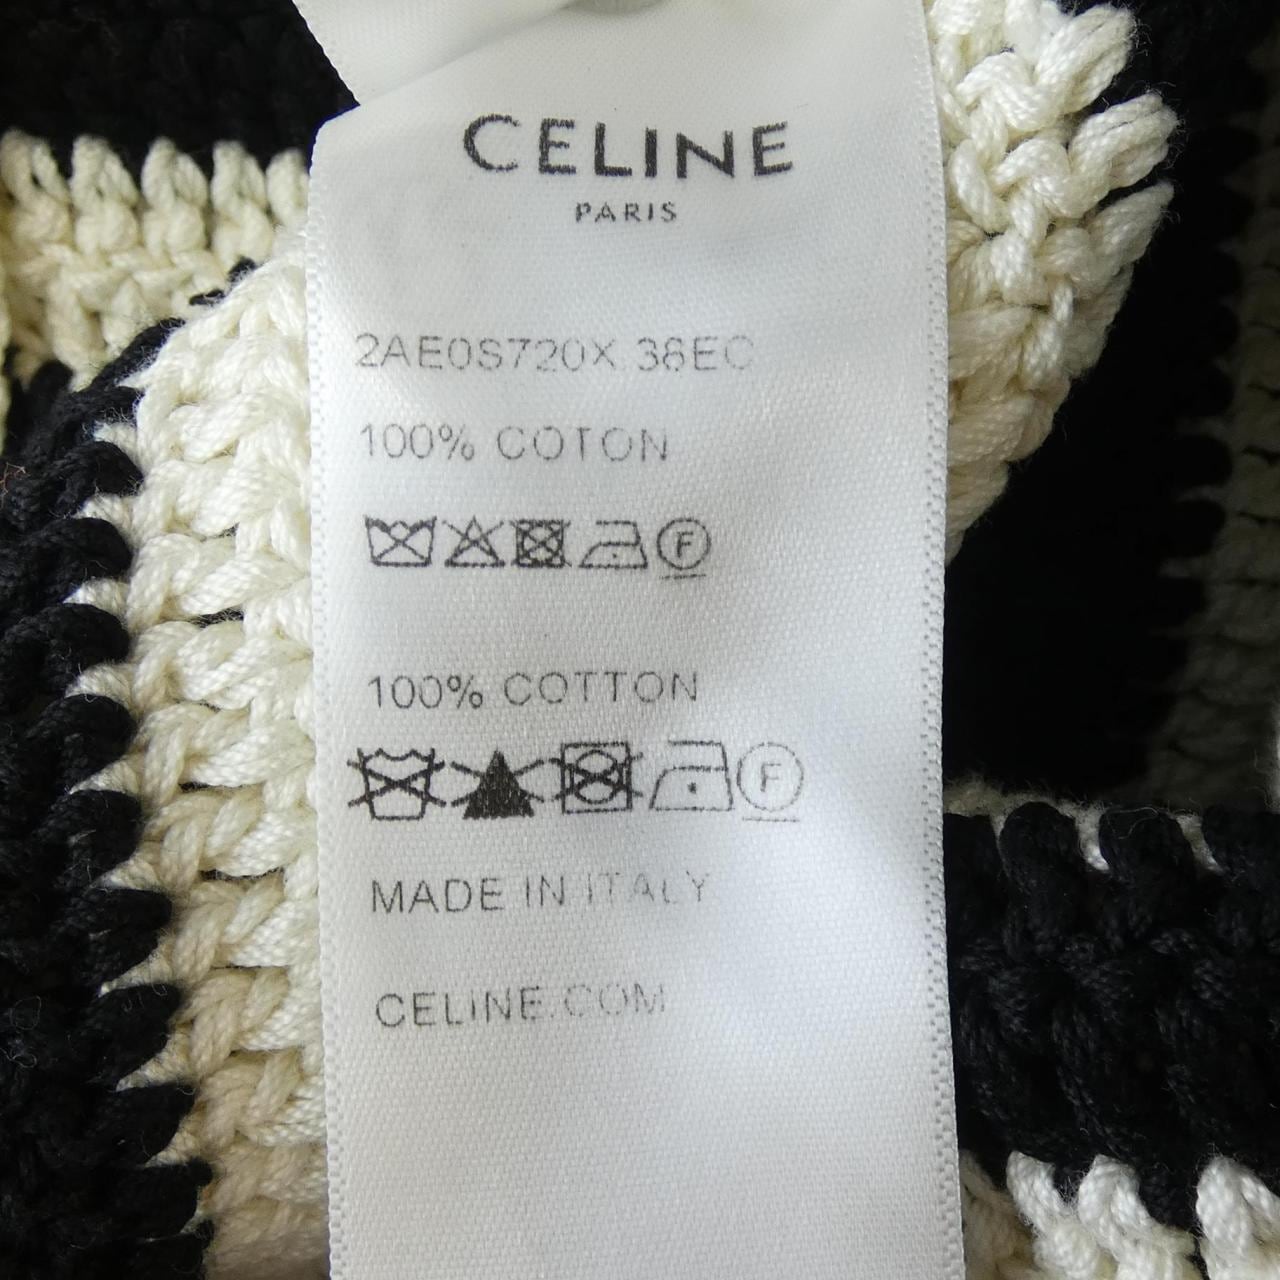 CELINE
PARIS
2AE0S720X 38EC
100% COTON
F
100% COTTON
F
MADE IN ITALY
CELINE.COM